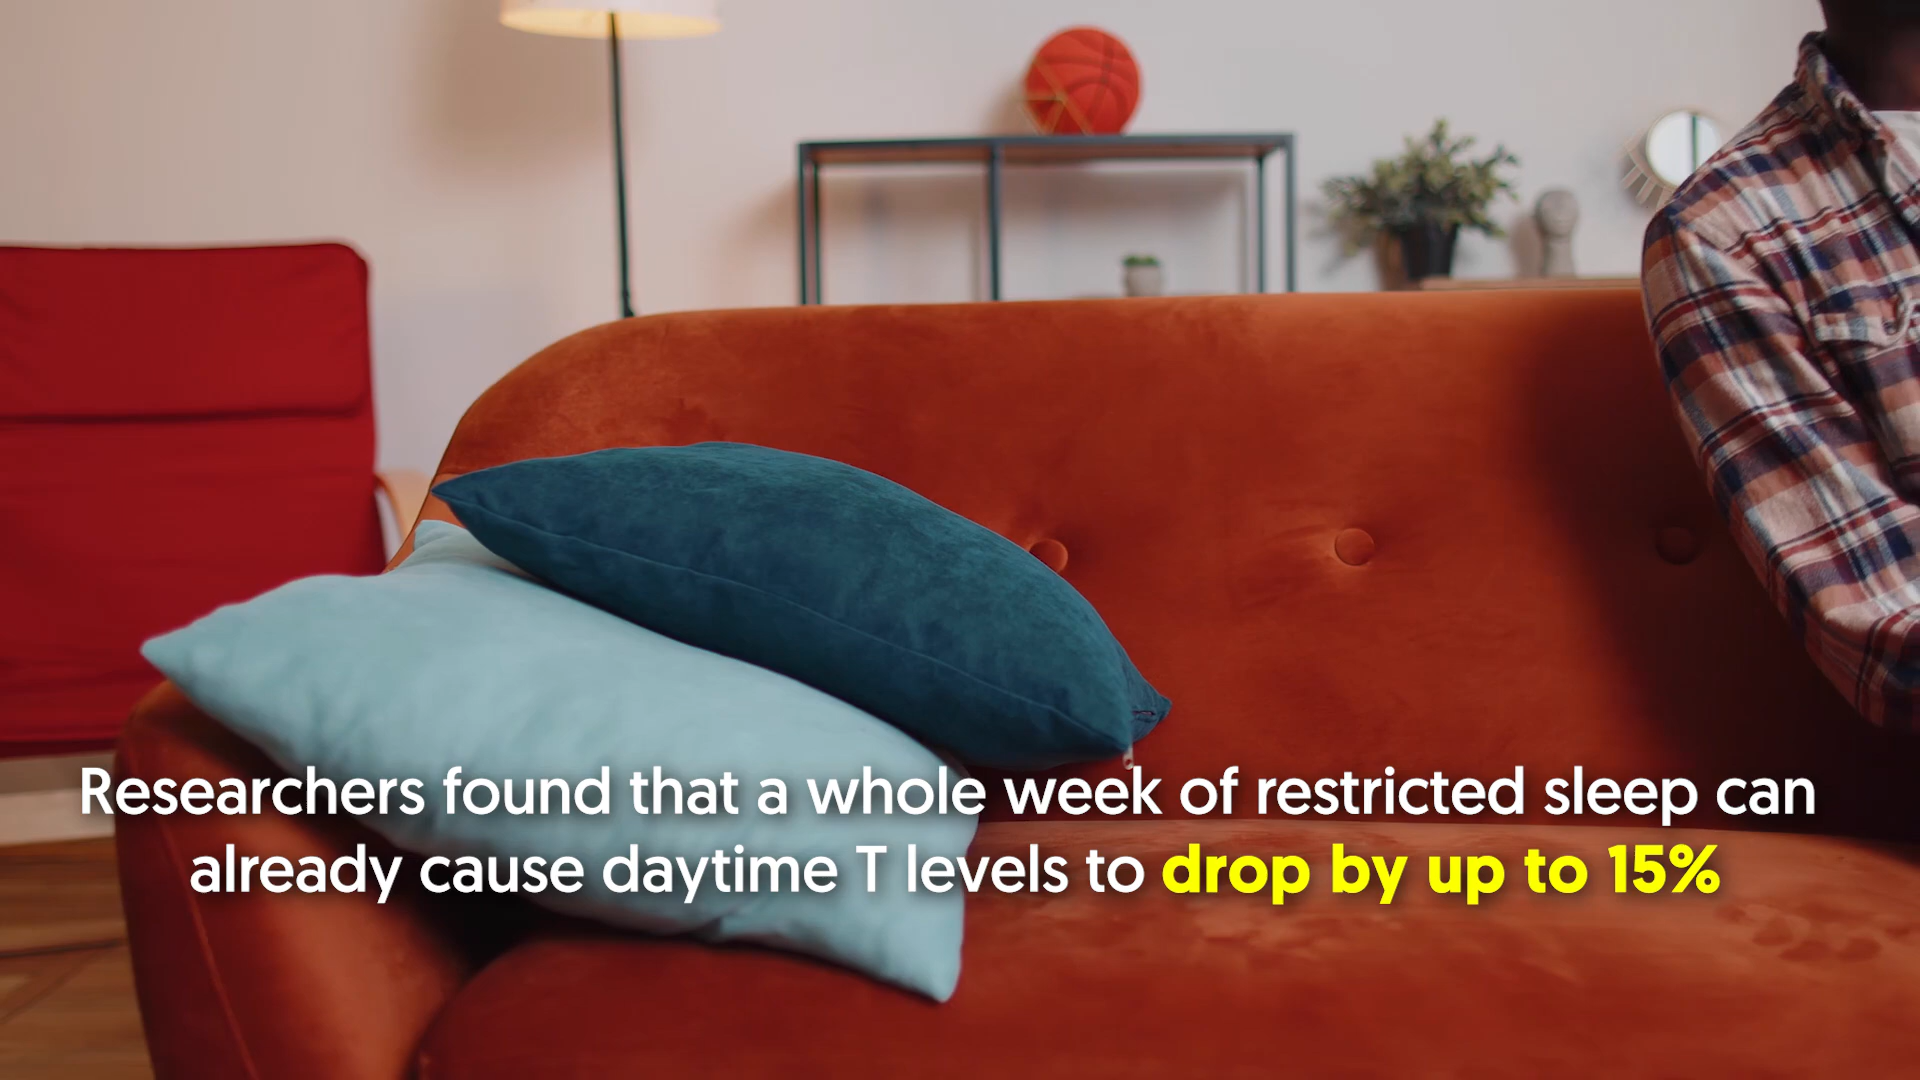 Researchers found that a whole week of restricted sleep can
already cause daytime T levels to drop by up to 15%